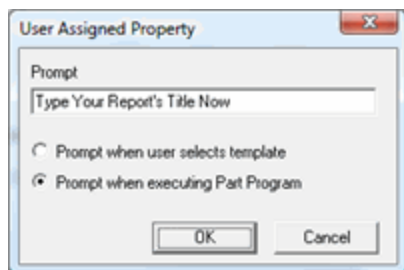 User Assigned Property
Prompt
Type Your Report's Title Now
Prompt when user selects template
Prompt when executing Part Program
OK
Cancel